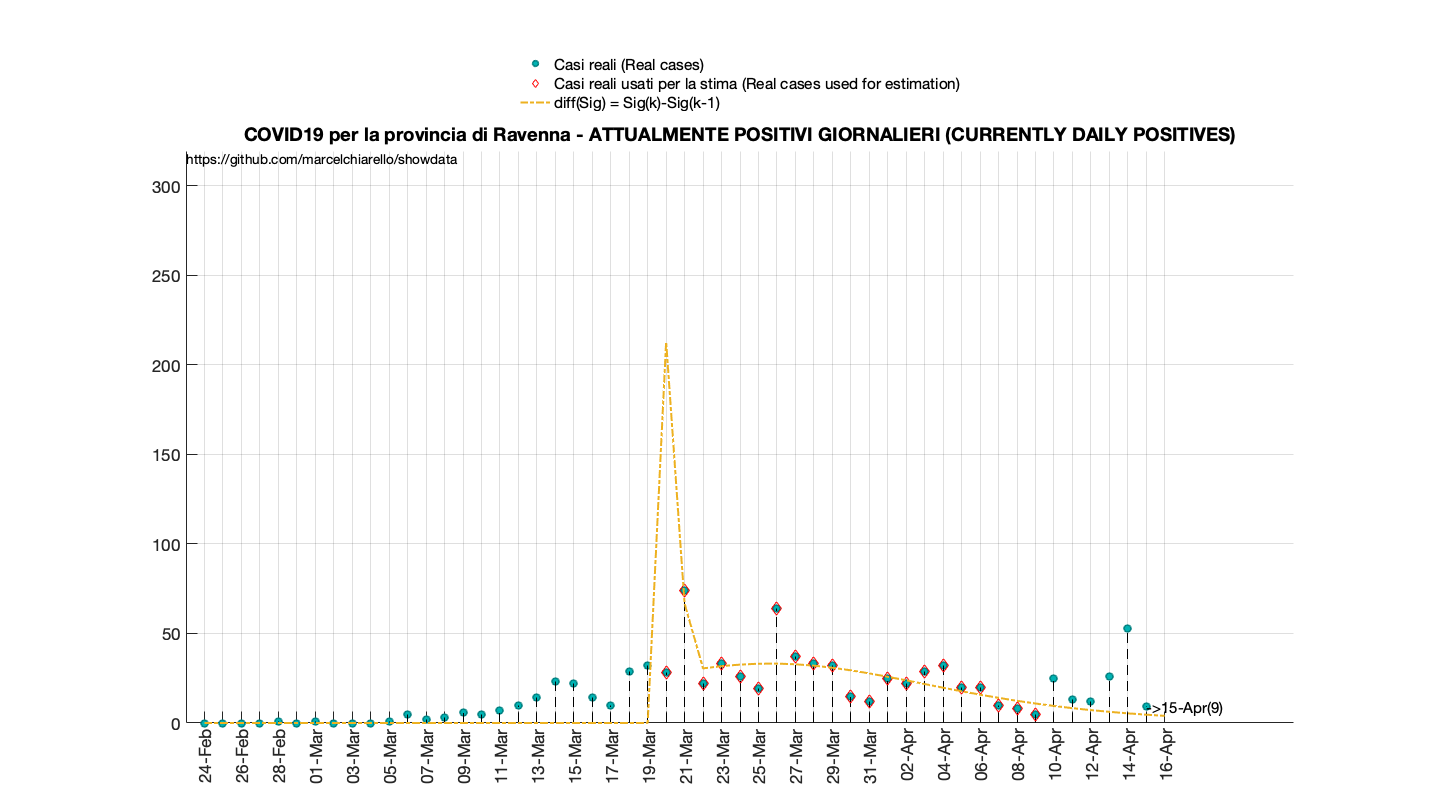 Casi reali (Real cases)
Casi reali usati per la stima (Real cases used for estimation)
diff(Sig) = Sig(k)-Sig(k-1)
COVID19 per la provincia di Ravenna - ATTUALMENTE POSITIVI GIORNALIERI (CURRENTLY DAILY POSITIVES)
https://github.com/marcelchiarello/showdata
300
250
200
150
100
50
0
->15-Apr(9)
24-Feb
26-Feb
28-Feb
01-Mar
03-Mar
05-Mar
07-Mar
09-Mar
11-Mar
13-Mar
15-Mar
17-Mar
19-Mar
21-Mar
23-Mar
25-Mar
27-Mar
29-Mar
31-Mar
02-Apr
04-Apr
06-Apr
08-Apr
10-Apr
12-Apr
14-Apr
16-Apr